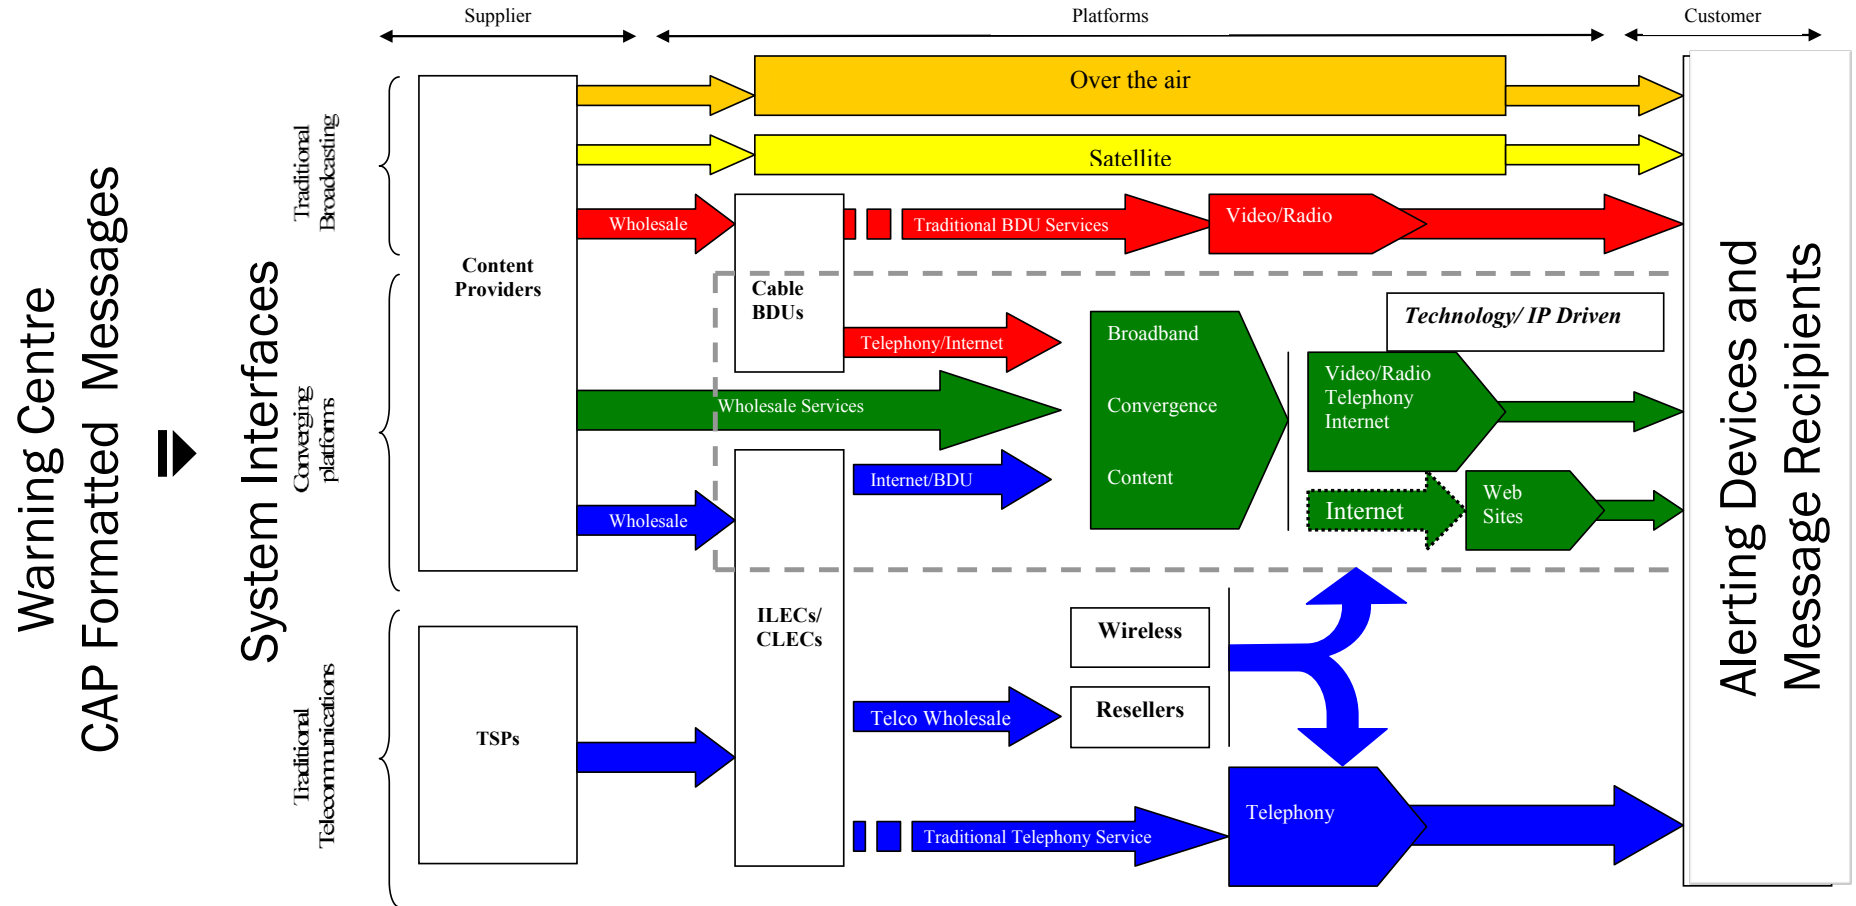 Supplier
Platforms
Customer
Warning Centre
CAP Formatted  Messages
System Interfaces
Traditional
Broadcasting
Converging
platforms
Traditional
Telecommunications
Content
Providers
TSPs
Over the air
Satellite
Wholesale
Cable
BDUs
Traditional BDU Services
Video/Radio
Telephony/Internet
Wholesale Services
Internet/BDU
Wholesale
Broadband
Convergence
Content
Technology/ IP Driven
Video/Radio
Telephony
Internet
Internet
Web
Sites
ILECs/
CLECs
Wireless
Resellers
Telco Wholesale
Traditional Telephony Service
Telephony
Alerting Devices and
Message Recipients